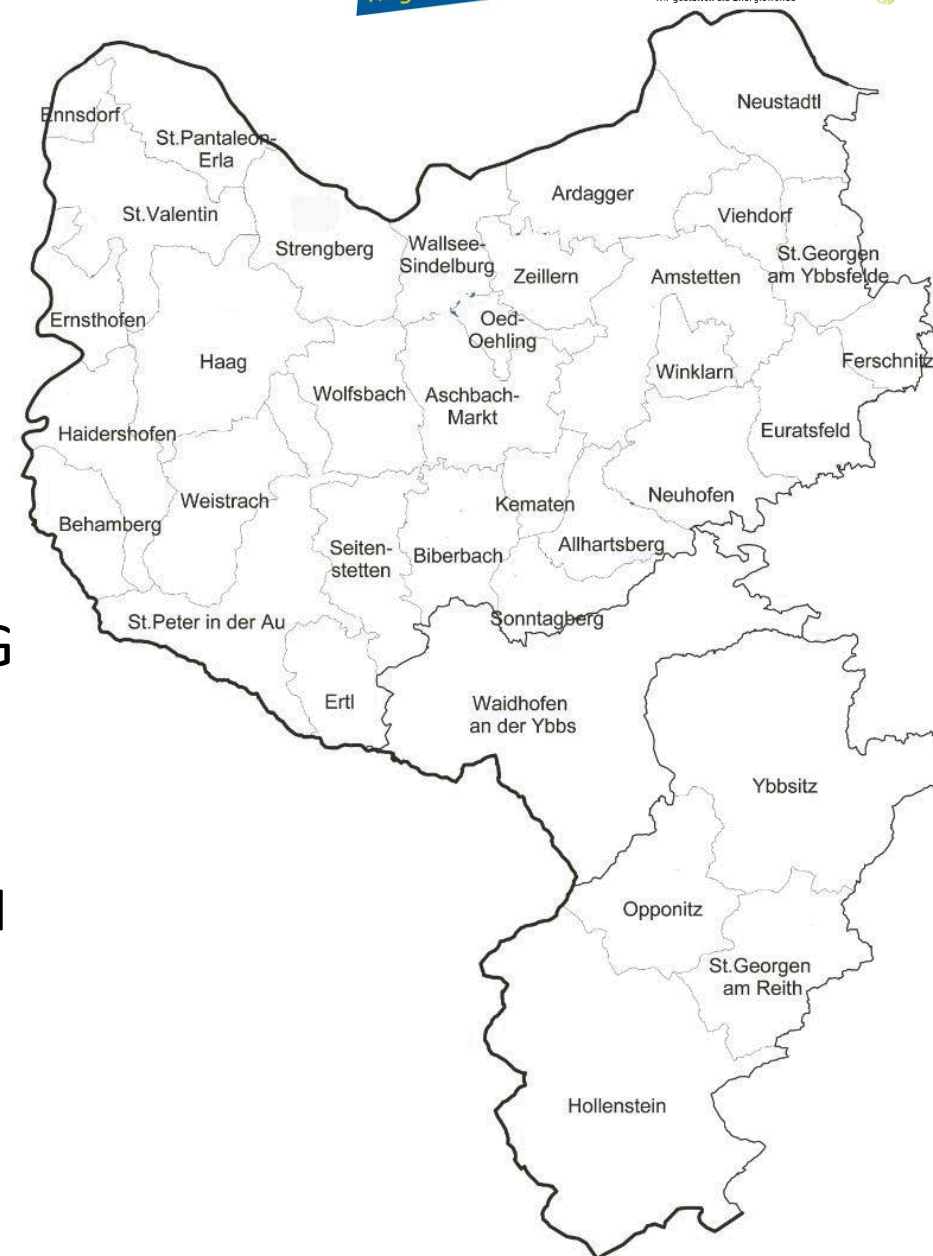 Neustadtl
Ennsdorf
St.Pantaleon-
Erla
Ardagger
St.Valentin
Viehdorf
Strengberg
Wallsee-
Sindelburg
Zeillern
Amstetten
St.Georgen
am Ybbsfelde
Ernsthofen
Oed-
Oehling
Haag
Winklarn
Ferschnitz
Wolfsbach
Aschbach-
Markt
Haidershofen
Euratsfeld
Weistrach
Kematen
Neuhofen
Behamberg
Seiten-
stetten
Biberbach
Allhartsberg
St.Peter in der Au
Sonntagberg
G
Ertl
Waidhofen
an der Ybbs
Ybbsitz
Opponitz
St.Georgen
am Reith
Hollenstein